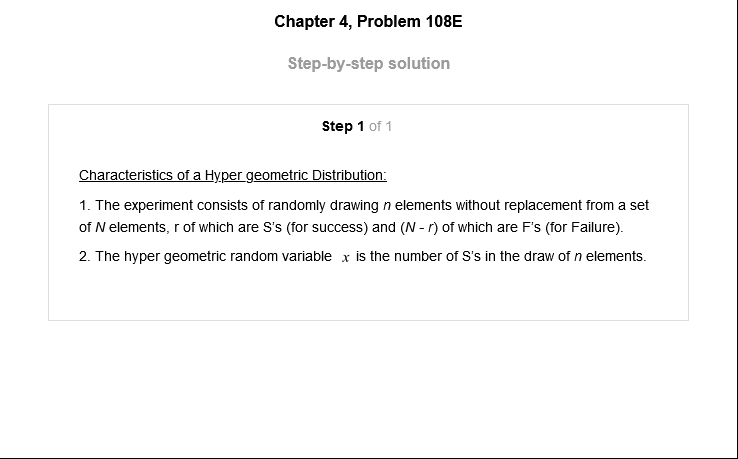 Chapter 4, Problem 108E
Step-by-step solution
Step 1 of 1
Characteristics of a Hyper geometric Distribution:
1. The experiment consists of randomly drawing n elements without replacement from a set
of N elements, r of which are S's (for success) and (N - r) of which are F's (for Failure).
2. The hyper geometric random variable x is the number of S's in the draw of n elements.